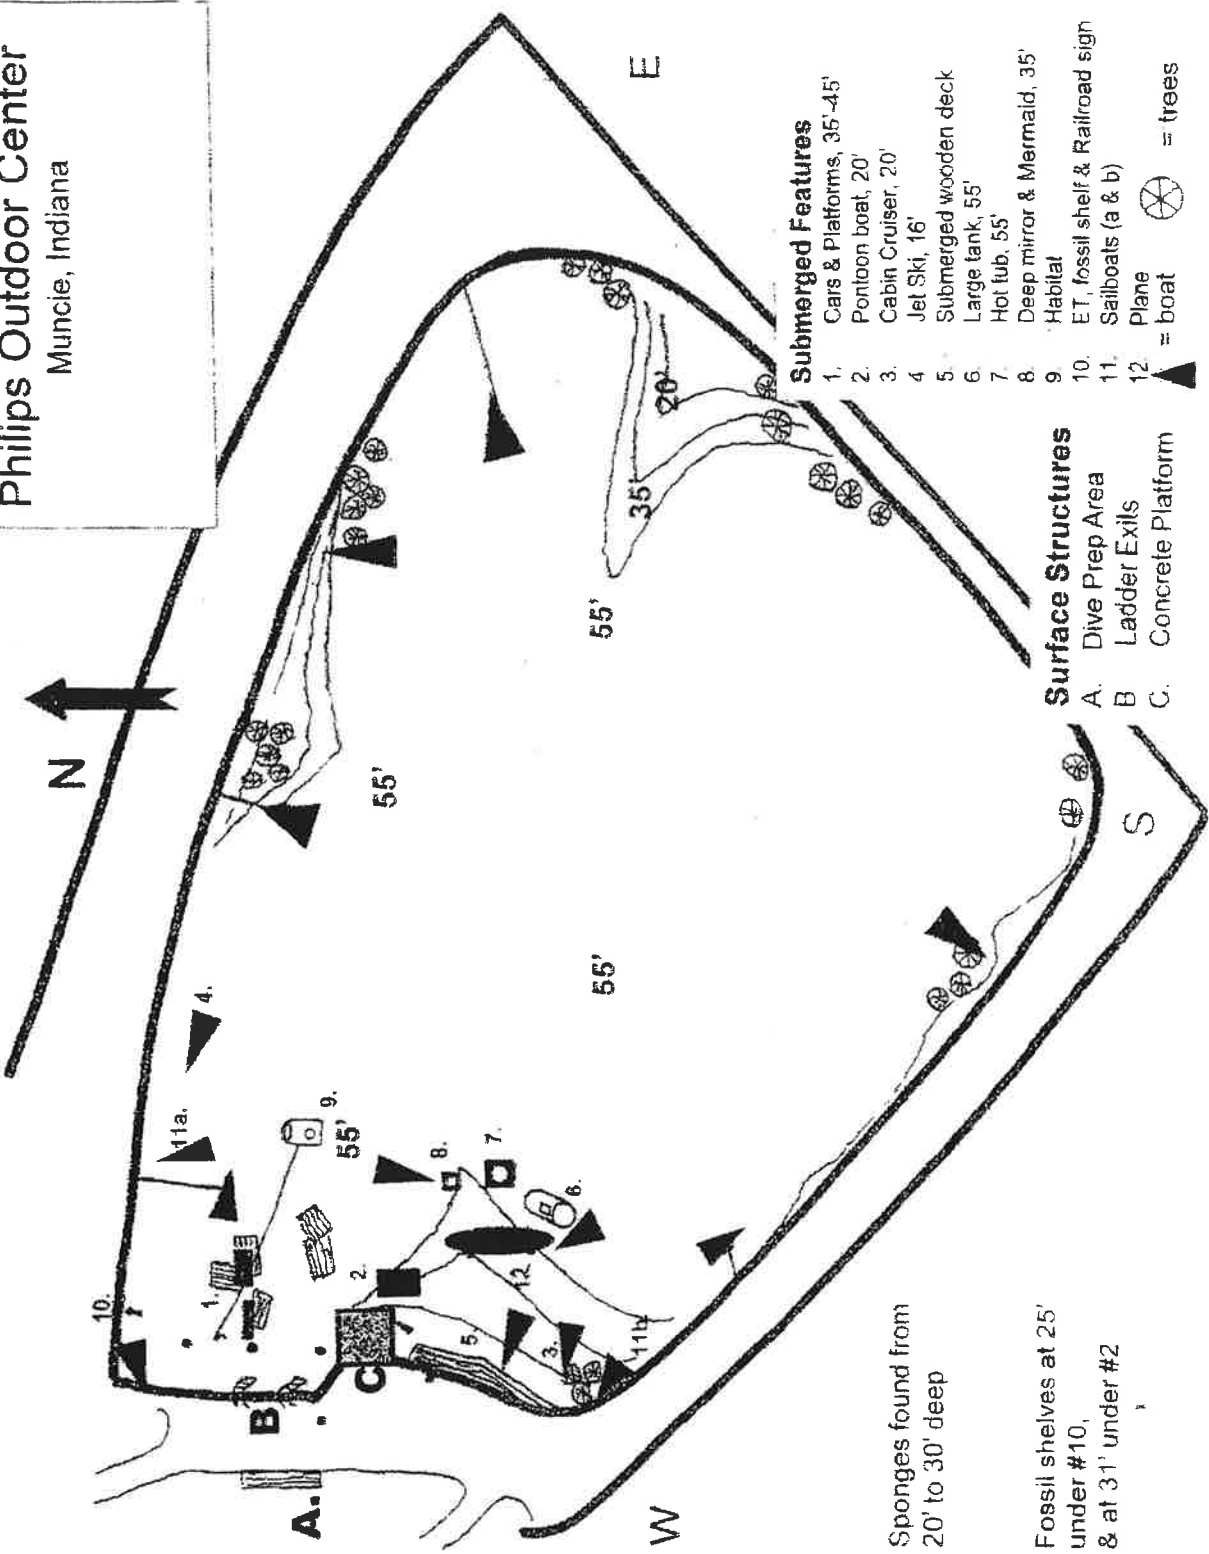 Philips Outdoor Center
Muncie, Indiana
N
E
S
W
A.
B
C
10.
1.
11a.
4.
9.
55'
2.
8.
7.
6.
12
5.
3.
11b
55'
55'
55'
35'
20'
Sponges found from
20' to 30' deep
Fossil shelves at 25'
under #10,
& at 31' under #2
Surface Structures
A. Dive Prep Area
B Ladder Exits
C. Concrete Platform
Submerged Features
1. Cars & Platforms, 35'-45'
2. Pontoon boat, 20'
3. Cabin Cruiser, 20'
4 Jet Ski, 16'
5. Submerged wooden deck
6. Large tank, 55'
7. Hot tub, 55'
8. Deep mirror & Mermaid, 35'
9. Habitat
10. ET, fossil shelf & Railroad sign
11. Sailboats (a & b)
12. Plane
= boat = trees